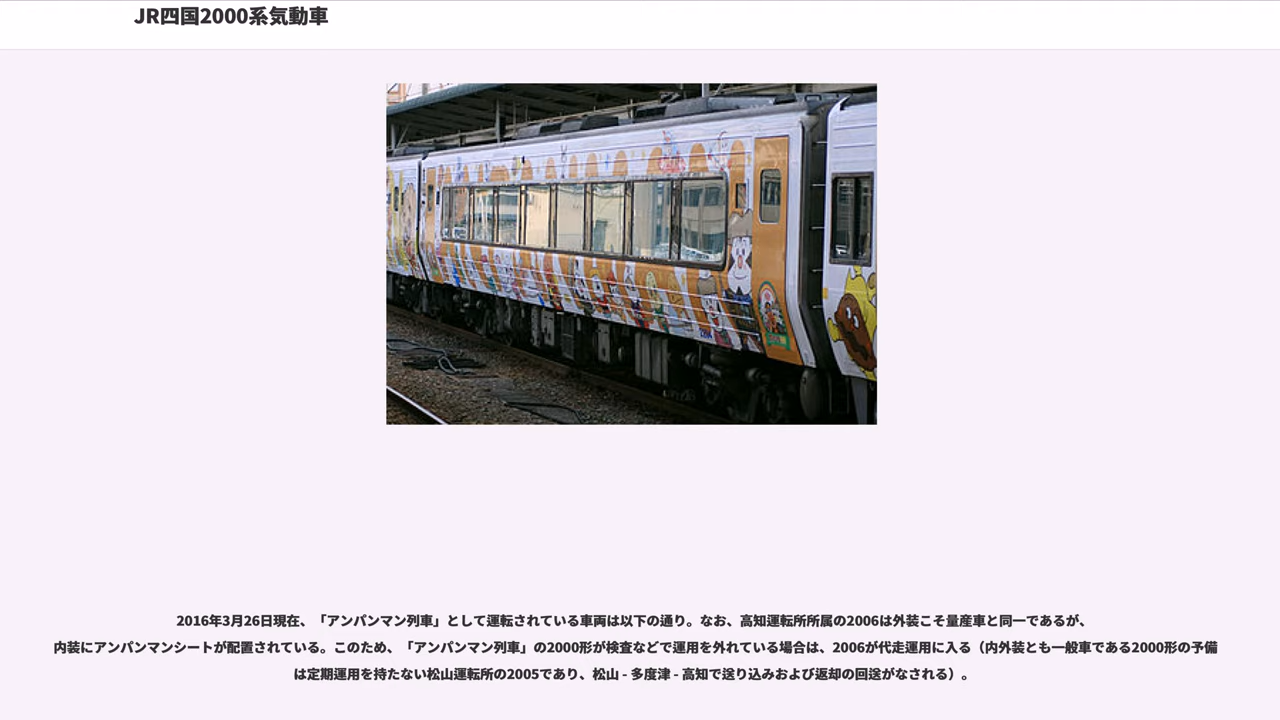 JR四国2000系気動車
2016年3月26日現在、「アンパンマン列車」として運転されている車両は以下の通り。なお、高知運転所所属の2006は外装こそ量産車と同一であるが、
内装にアンパンマンシートが配置されている。このため、「アンパンマン列車」の2000形が検査などで運用を外れている場合は、2006が代走運用に入る（内外装とも一般車である2000形の予備
は定期運用を持たない松山運転所の2005であり、松山 - 多度津 - 高知で送り込みおよび返却の回送がなされる）。